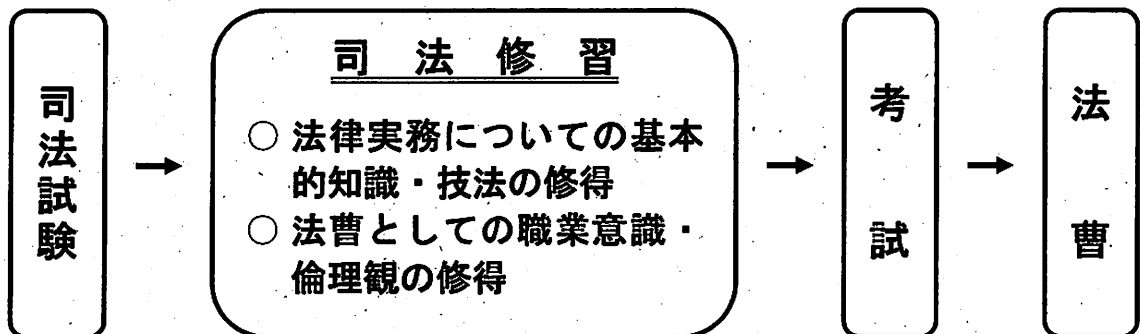 司法試験
司法修習
○ 法律実務についての基本
的知識・技法の修得
○ 法曹としての職業意識・
倫理観の修得
考試
法曹